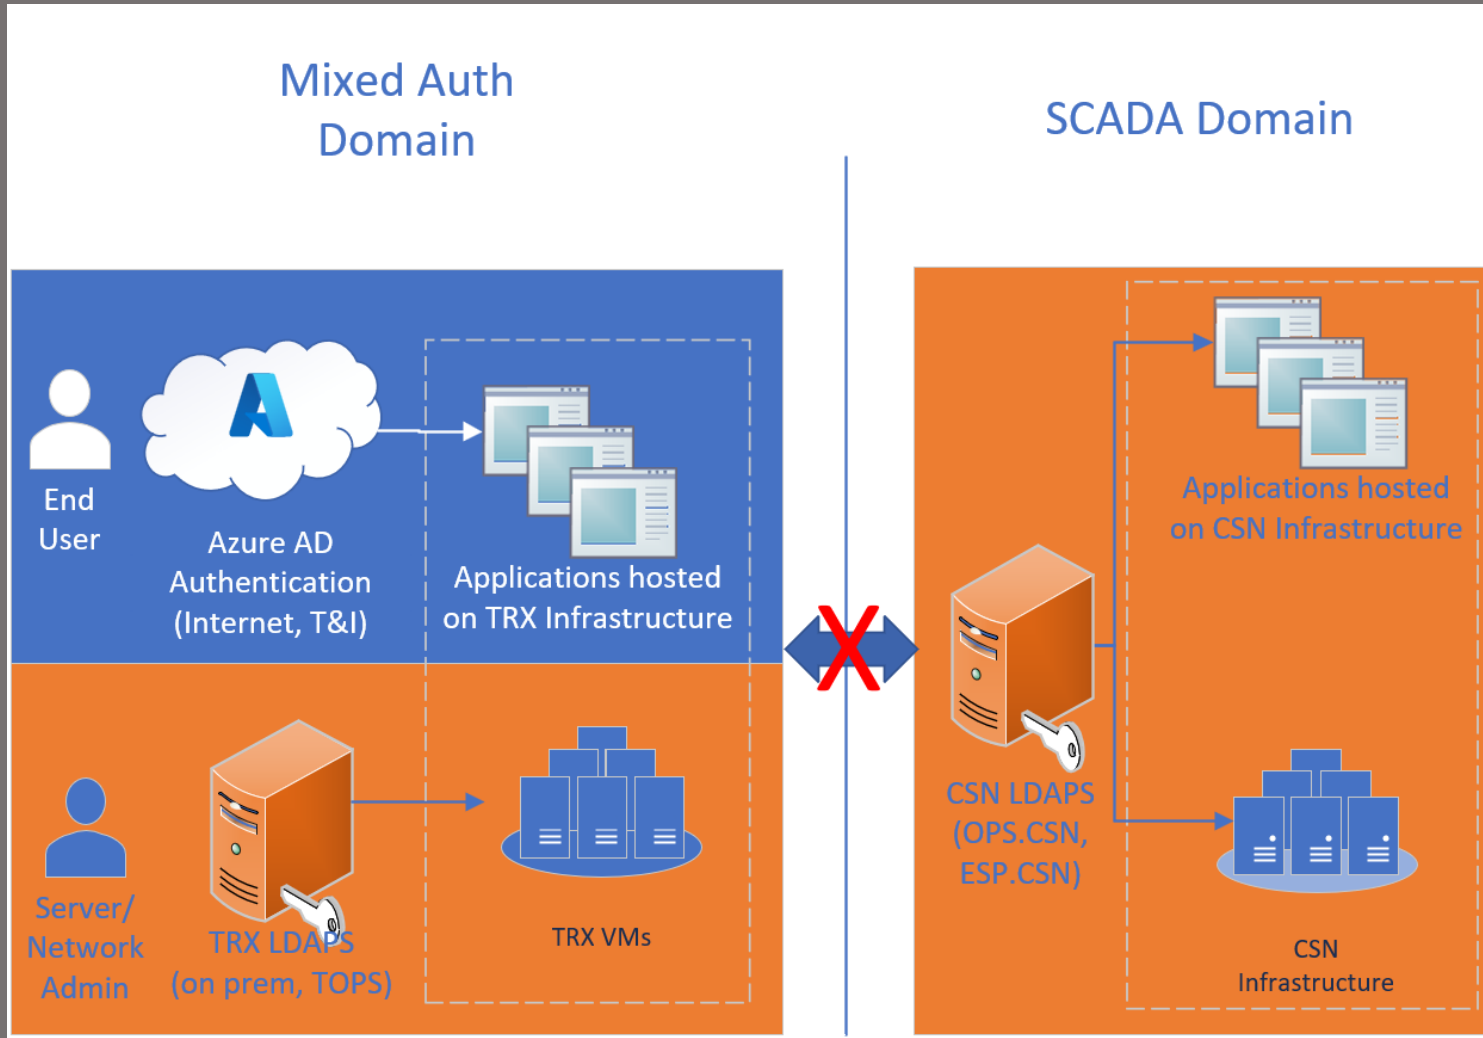 Mixed Auth
Domain
SCADA Domain
End
User
Azure AD
Authentication
(Internet, T&I)
Applications hosted
on TRX Infrastructure
Server/
Network
Admin
TRX LDAPS
(on prem, TOPS)
TRX VMs
X
Applications hosted
on CSN Infrastructure
CSN LDAPS
(OPS.CSN,
ESP.CSN)
CSN
Infrastructure